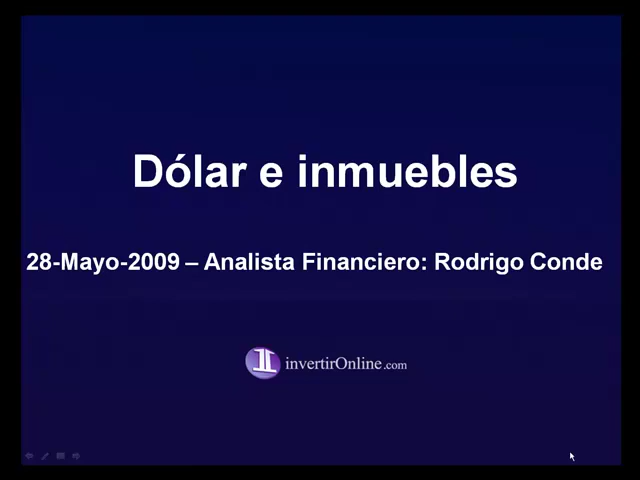 Dólar e inmuebles
28-Mayo-2009 – Analista Financiero: Rodrigo Conde
invertirOnline.com